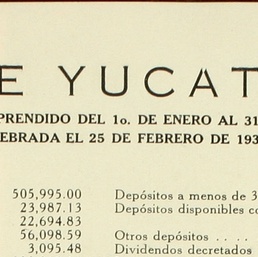 E YUCAT
PRENDIDO DEL 1o. DE ENERO AL 31
EBRADA EL 25 DE FEBRERO DE 193
505,995.00 Depósitos a menos de 3
23,987.13 Depósitos disponibles co
22,694.83
56,098.59 Otros depósitos . . . .
3,095.48 Dividendos decretados